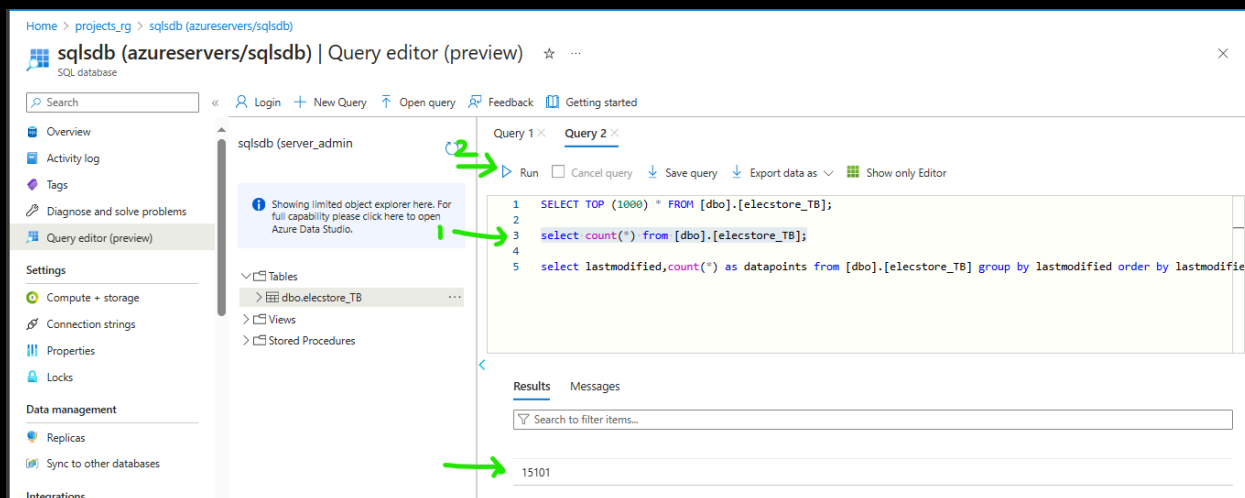 Home > projects_rg > sqlsdb (azureservers/sqlsdb)
sqlsdb (azureservers/sqlsdb) | Query editor (preview)
SQL database
Search
Login
New Query
Open query
Feedback
Getting started
Overview
Activity log
Tags
Diagnose and solve problems
Query editor (preview)
Settings
Compute + storage
Connection strings
Properties
Locks
Data management
Replicas
Sync to other databases
Integrations
sqlsdb (server_admin
Showing limited object explorer here. For
full capability please click here to open
Azure Data Studio.
Tables
dbo.elecstore_TB
Views
Stored Procedures
Query 1
Query 2
2
Run
Cancel query
Save query
Export data as
Show only Editor
1 SELECT TOP (1000) * FROM [dbo].[elecstore_TB];
2
1
3 select count(*) from [dbo].[elecstore_TB];
4
5 select lastmodified,count(*) as datapoints from [dbo].[elecstore_TB] group by lastmodified order by lastmodifie
Results
Messages
Search to filter items...
15101